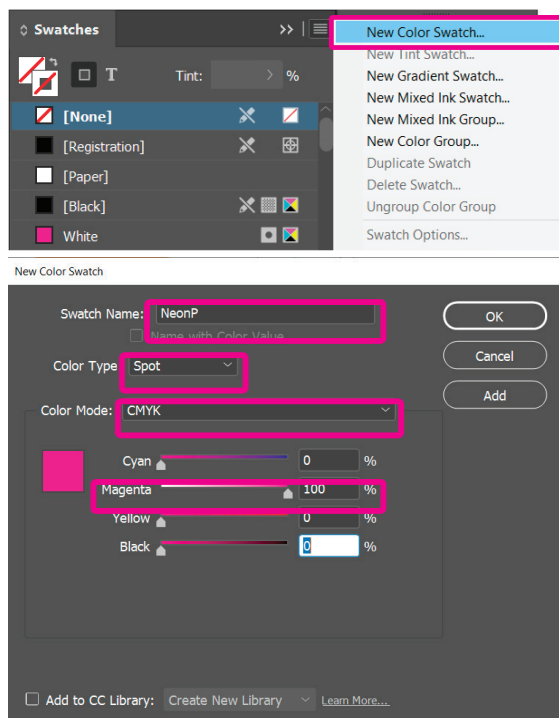 Swatches
T Tint: %
[None]
[Registration]
[Paper]
[Black]
White
New Color Swatch...
New Tint Swatch...
New Gradient Swatch...
New Mixed Ink Swatch...
New Mixed Ink Group...
New Color Group...
Duplicate Swatch
Delete Swatch...
Ungroup Color Group
Swatch Options...
New Color Swatch
Swatch Name: NeonP
Name with Color Value
Color Type Spot
Color Mode: CMYK
Cyan 0 %
Magenta 100 %
Yellow 0 %
Black 0 %
OK
Cancel
Add
Add to CC Library: Create New Library Learn More...